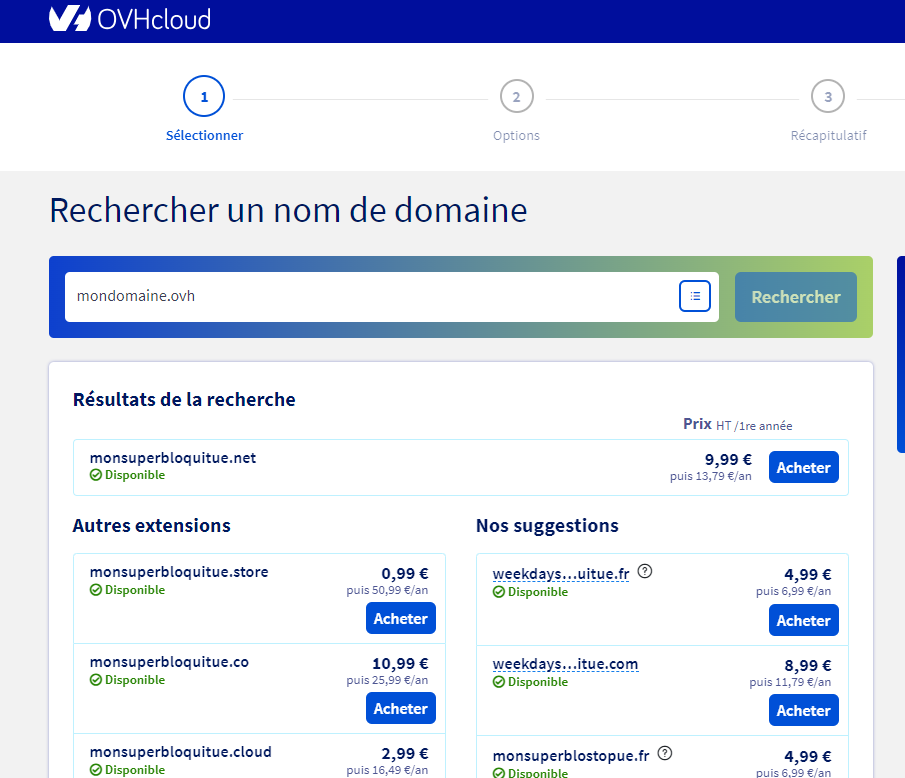 OVHcloud
1
2
3
Sélectionner
Options
Récapitulatif
Rechercher un nom de domaine
mondomaine.ovh
Rechercher
Résultats de la recherche
Prix HT /1re année
monsuperbloquitue.net
9,99 €
Disponible
puis 13,79 €/an
Acheter
Autres extensions
monsuperbloquitue.store
0,99 €
Disponible
puis 50,99 €/an
Acheter
monsuperbloquitue.co
10,99 €
Disponible
puis 25,99 €/an
Acheter
monsuperbloquitue.cloud
2,99 €
Disponible
puis 16,49 €/an
Nos suggestions
weekdays...uitue.fr ?
4,99 €
Disponible
puis 6,99 €/an
Acheter
weekdays...itue.com
8,99 €
Disponible
puis 11,79 €/an
Acheter
monsuperblostopue.fr ?
4,99 €
Disponible
puis 6,99 €/an